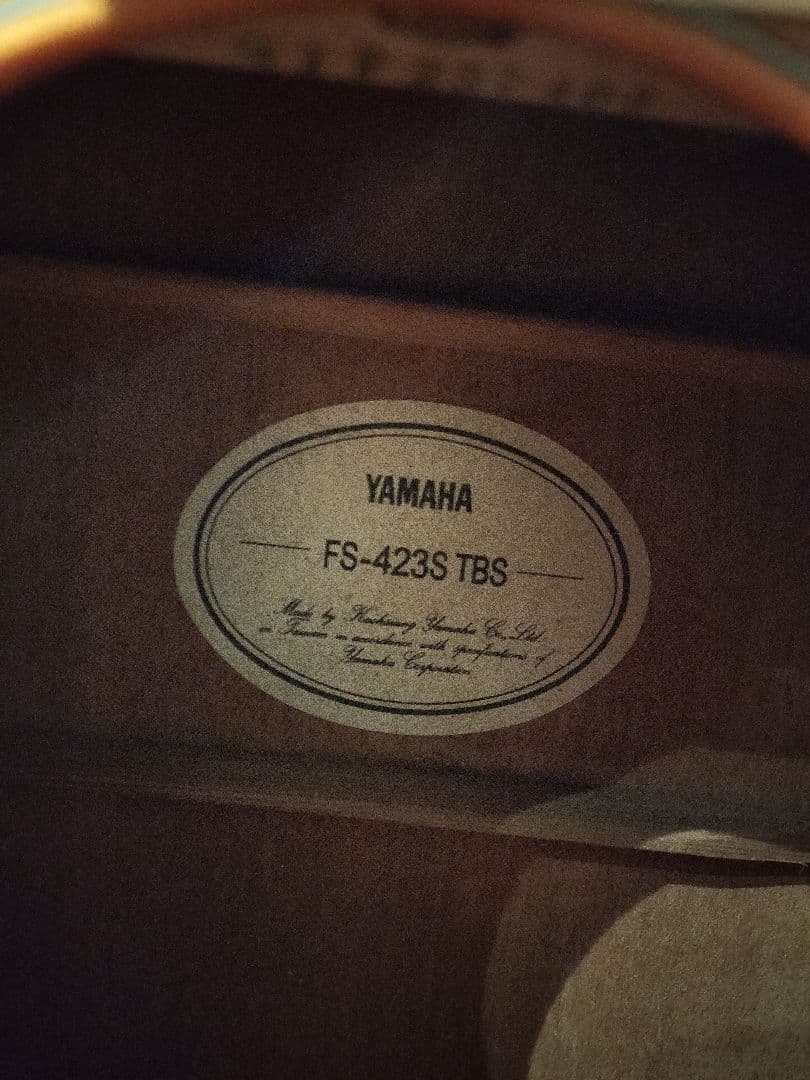 YAMAHA
FS-423S TBS
Made by Kaohsiung Yamaha Co., Ltd.
in Taiwan in accordance with specifications of
Yamaha Corporation